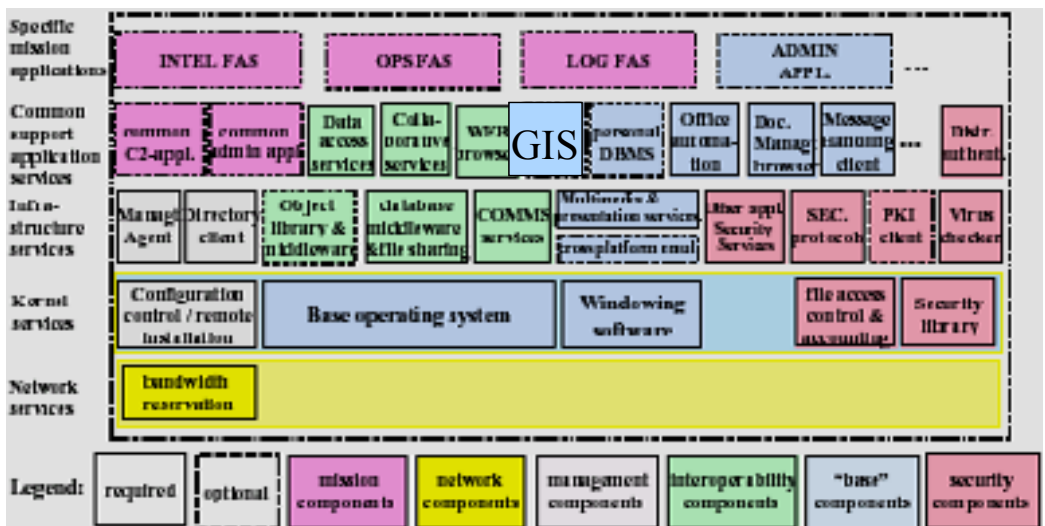 Specific
mission
applications
INTEL FAS
OPS FAS
LOG FAS
ADMIN
APPL.
...
Common
support
application
services
common
C2-appl.
common
admin appl.
Data
access
services
Colla-
borative
services
WEB
browser
GIS
personal
DBMS
Office
automa-
tion
Doc.
Manag
browser
Message
Handling
client
...
Distr.
authent.
Infra-
structure
services
Managt
Agent
Directory
client
Object
library &
middleware
database
middleware
&file sharing
COMMS
services
Multimedia &
presentation services
crossplatform emul
Other appl.
Security
Services
SEC.
protocols
PKI
client
Virus
checker
Kernel
services
Configuration
control / remote
installation
Base operating system
Windowing
software
file access
control &
accounting
Security
library
Network
services
bandwidth
reservation
Legend:
required
optional
mission
components
network
components
management
components
interoperability
components
“base”
components
security
components